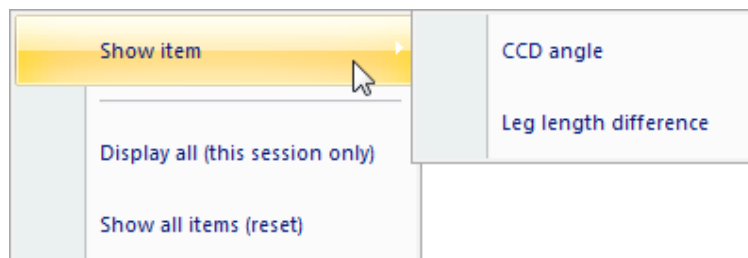 Show item
CCD angle
Leg length difference
Display all (this session only)
Show all items (reset)